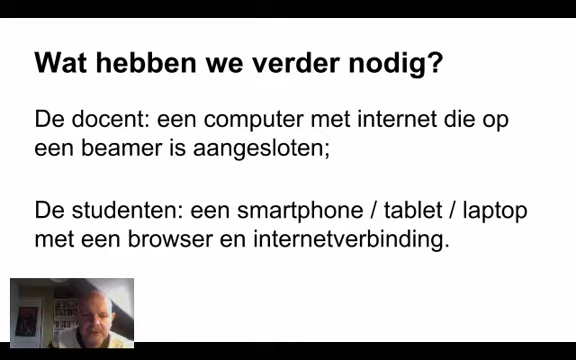 Wat hebben we verder nodig?
De docent: een computer met internet die op
een beamer is aangesloten;
De studenten: een smartphone / tablet / laptop
met een browser en internetverbinding.